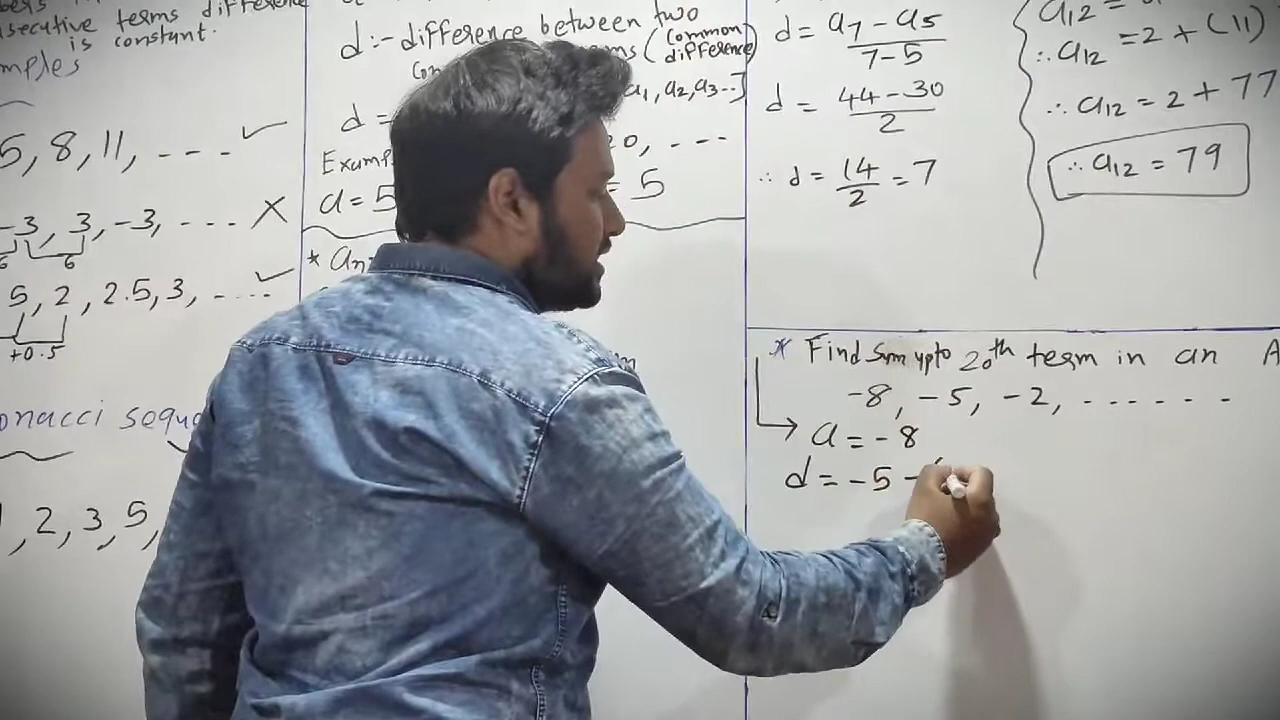 secutive terms difference
is constant.
mples
5, 8, 11, - - - - ✓
-3, 3, -3, - - - - X
6 6
5, 2, 2.5, 3, - - - - ✓
+0.5
onacci sequ
, 2, 3, 5,
d :- difference between two
(Common
difference)
d =
a1, a2, a3--]
20, - - - -
a = 5
= 5
* an
d = a7 - a5
7-5
d = 44-30
2
∴ d = 14 = 7
2
a12 =
∴ a12 = 2 + (11)
∴ a12 = 2 + 77
∴ a12 = 79
* Find Sum upto 20th term in an A
-8, -5, -2, - - - - - -
a = -8
d = -5 -